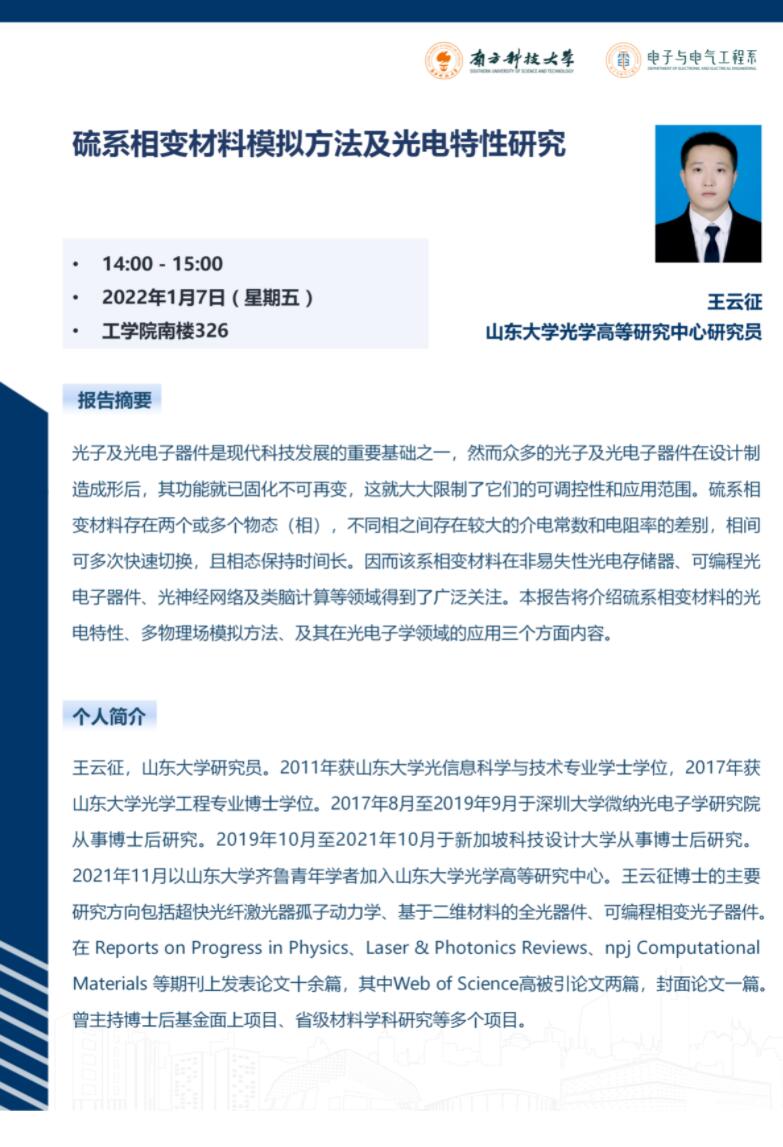 南方科技大学
SOUTHERN UNIVERSITY OF SCIENCE AND TECHNOLOGY
電
电子与电气工程系
DEPARTMENT OF ELECTRONIC AND ELECTRICAL ENGINEERING
硫系相变材料模拟方法及光电特性研究
• 14:00 - 15:00
• 2022年1月7日（星期五）
• 工学院南楼326
王云征
山东大学光学高等研究中心研究员
报告摘要
光子及光电子器件是现代科技发展的重要基础之一，然而众多的光子及光电子器件在设计制
造成形后，其功能就已固化不可再变，这就大大限制了它们的可调控性和应用范围。硫系相
变材料存在两个或多个物态（相），不同相之间存在较大的介电常数和电阻率的差别，相间
可多次快速切换，且相态保持时间长。因而该系相变材料在非易失性光电存储器、可编程光
电子器件、光神经网络及类脑计算等领域得到了广泛关注。本报告将介绍硫系相变材料的光
电特性、多物理场模拟方法、及其在光电子学领域的应用三个方面内容。
个人简介
王云征，山东大学研究员。2011年获山东大学光信息科学与技术专业学士学位，2017年获
山东大学光学工程专业博士学位。2017年8月至2019年9月于深圳大学微纳光电子学研究院
从事博士后研究。2019年10月至2021年10月于新加坡科技设计大学从事博士后研究。
2021年11月以山东大学齐鲁青年学者加入山东大学光学高等研究中心。王云征博士的主要
研究方向包括超快光纤激光器孤子动力学、基于二维材料的全光器件、可编程相变光子器件。
在 Reports on Progress in Physics、Laser & Photonics Reviews、npj Computational
Materials 等期刊上发表论文十余篇，其中Web of Science高被引论文两篇，封面论文一篇。
曾主持博士后基金面上项目、省级材料学科研究等多个项目。